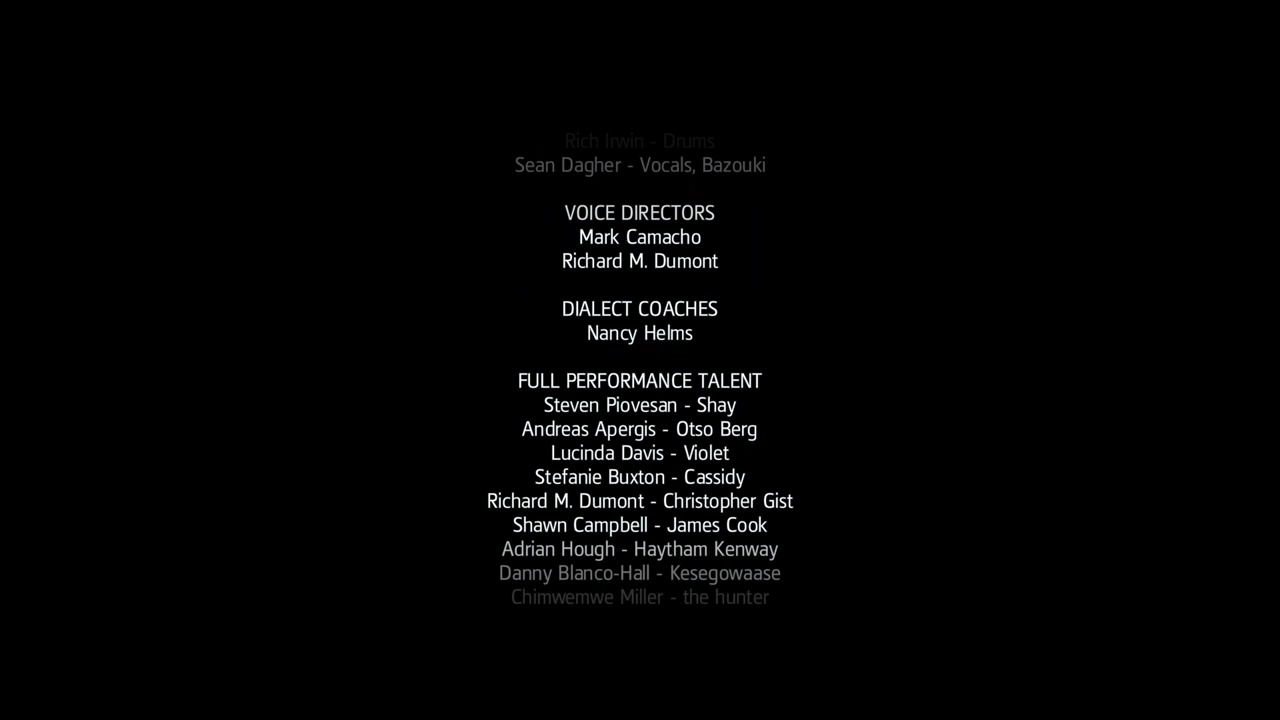 Rich Irwin - Drums
Sean Dagher - Vocals, Bazouki
VOICE DIRECTORS
Mark Camacho
Richard M. Dumont
DIALECT COACHES
Nancy Helms
FULL PERFORMANCE TALENT
Steven Piovesan - Shay
Andreas Apergis - Otso Berg
Lucinda Davis - Violet
Stefanie Buxton - Cassidy
Richard M. Dumont - Christopher Gist
Shawn Campbell - James Cook
Adrian Hough - Haytham Kenway
Danny Blanco-Hall - Kesegowaase
Chimwemwe Miller - the hunter